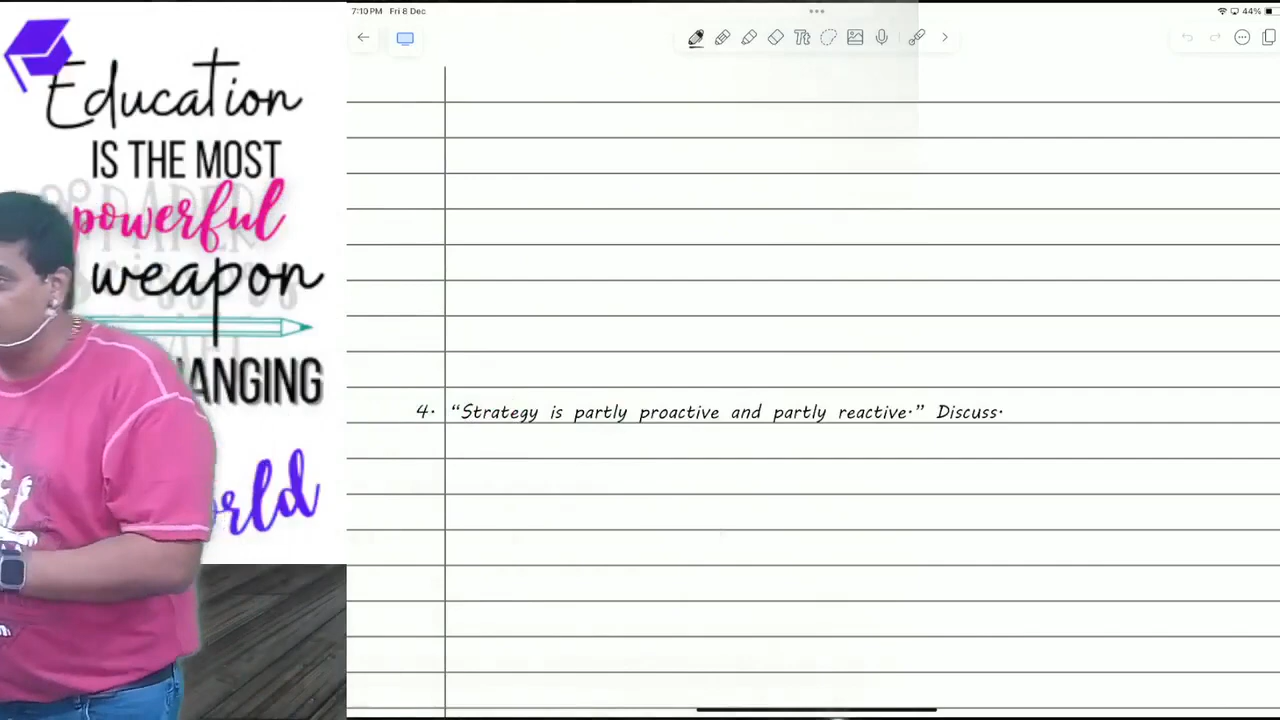 7:10 PM Fri 8 Dec
44%
Education
IS THE MOST
powerful
weapon
ANGING
rld
4. "Strategy is partly proactive and partly reactive." Discuss.